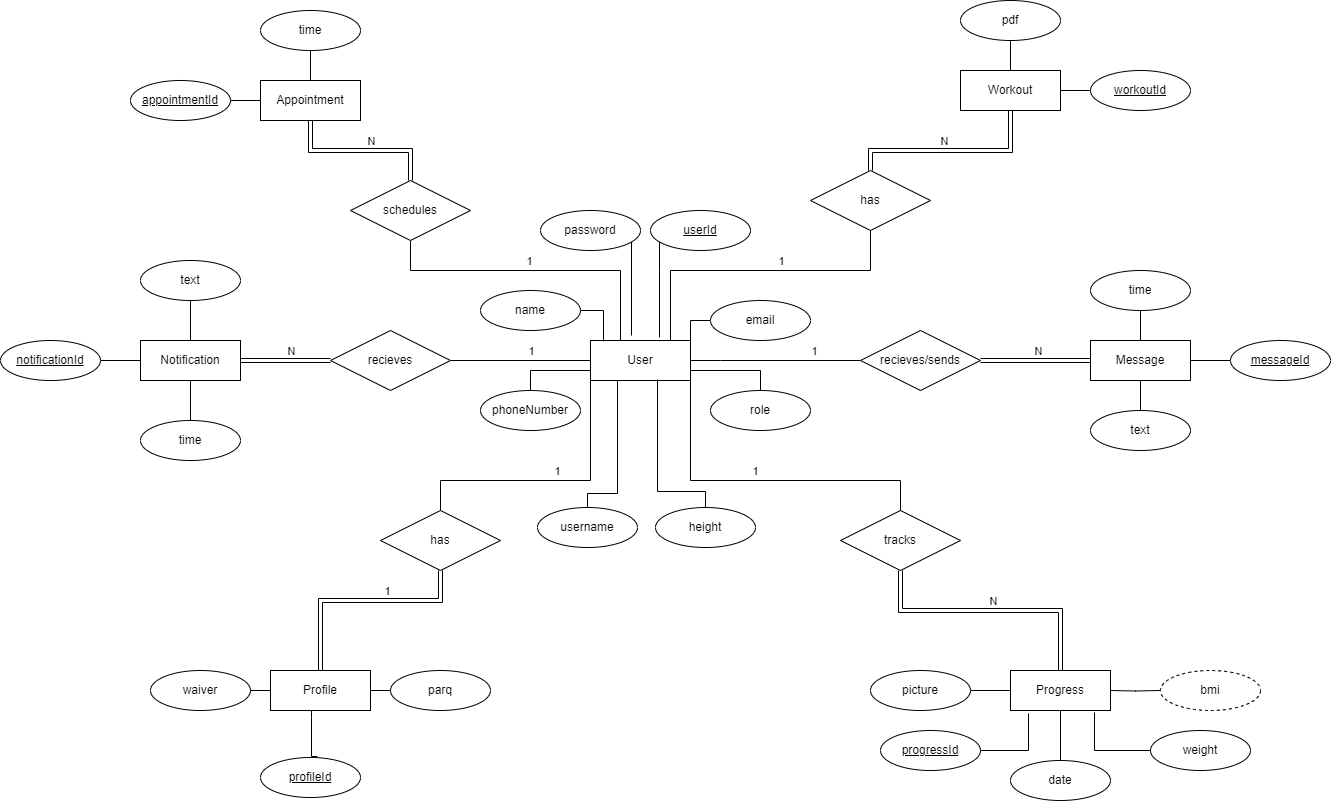 time
pdf
appointmentId
Appointment
Workout
workoutId
N
N
schedules
has
password
userId
1
1
text
time
name
email
notificationId
Notification
N
recieves
1
User
1
recieves/sends
N
Message
messageId
phoneNumber
role
time
text
1
1
username
height
has
tracks
1
N
waiver
Profile
parq
picture
Progress
bmi
progressId
weight
profileId
date